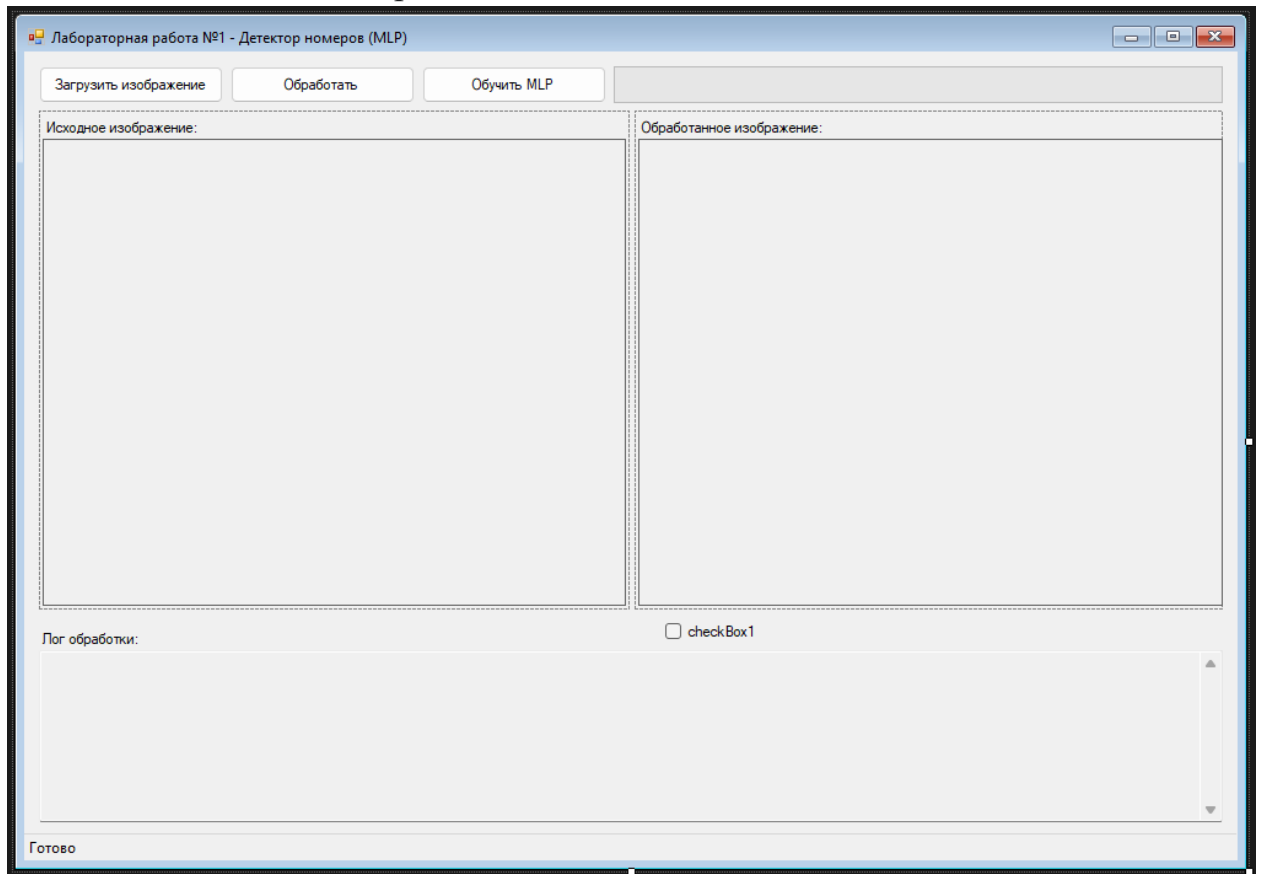 Лабораторная работа №1 - Детектор номеров (MLP)
Загрузить изображение Обработать Обучить MLP
Исходное изображение: Обработанное изображение:
Лог обработки: checkBox1
Готово